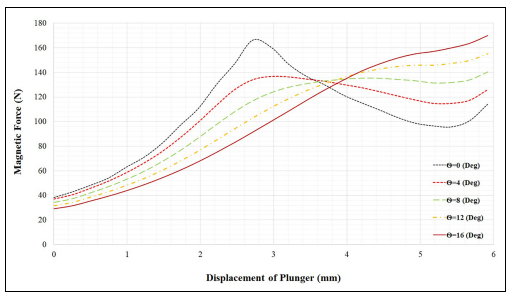 180
160
140
120
100
80
60
40
20
0
Magnetic Force (N)
0 1 2 3 4 5 6
Displacement of Plunger (mm)
Ɵ=0 (Deg)
Ɵ=4 (Deg)
Ɵ=8 (Deg)
Ɵ=12 (Deg)
Ɵ=16 (Deg)